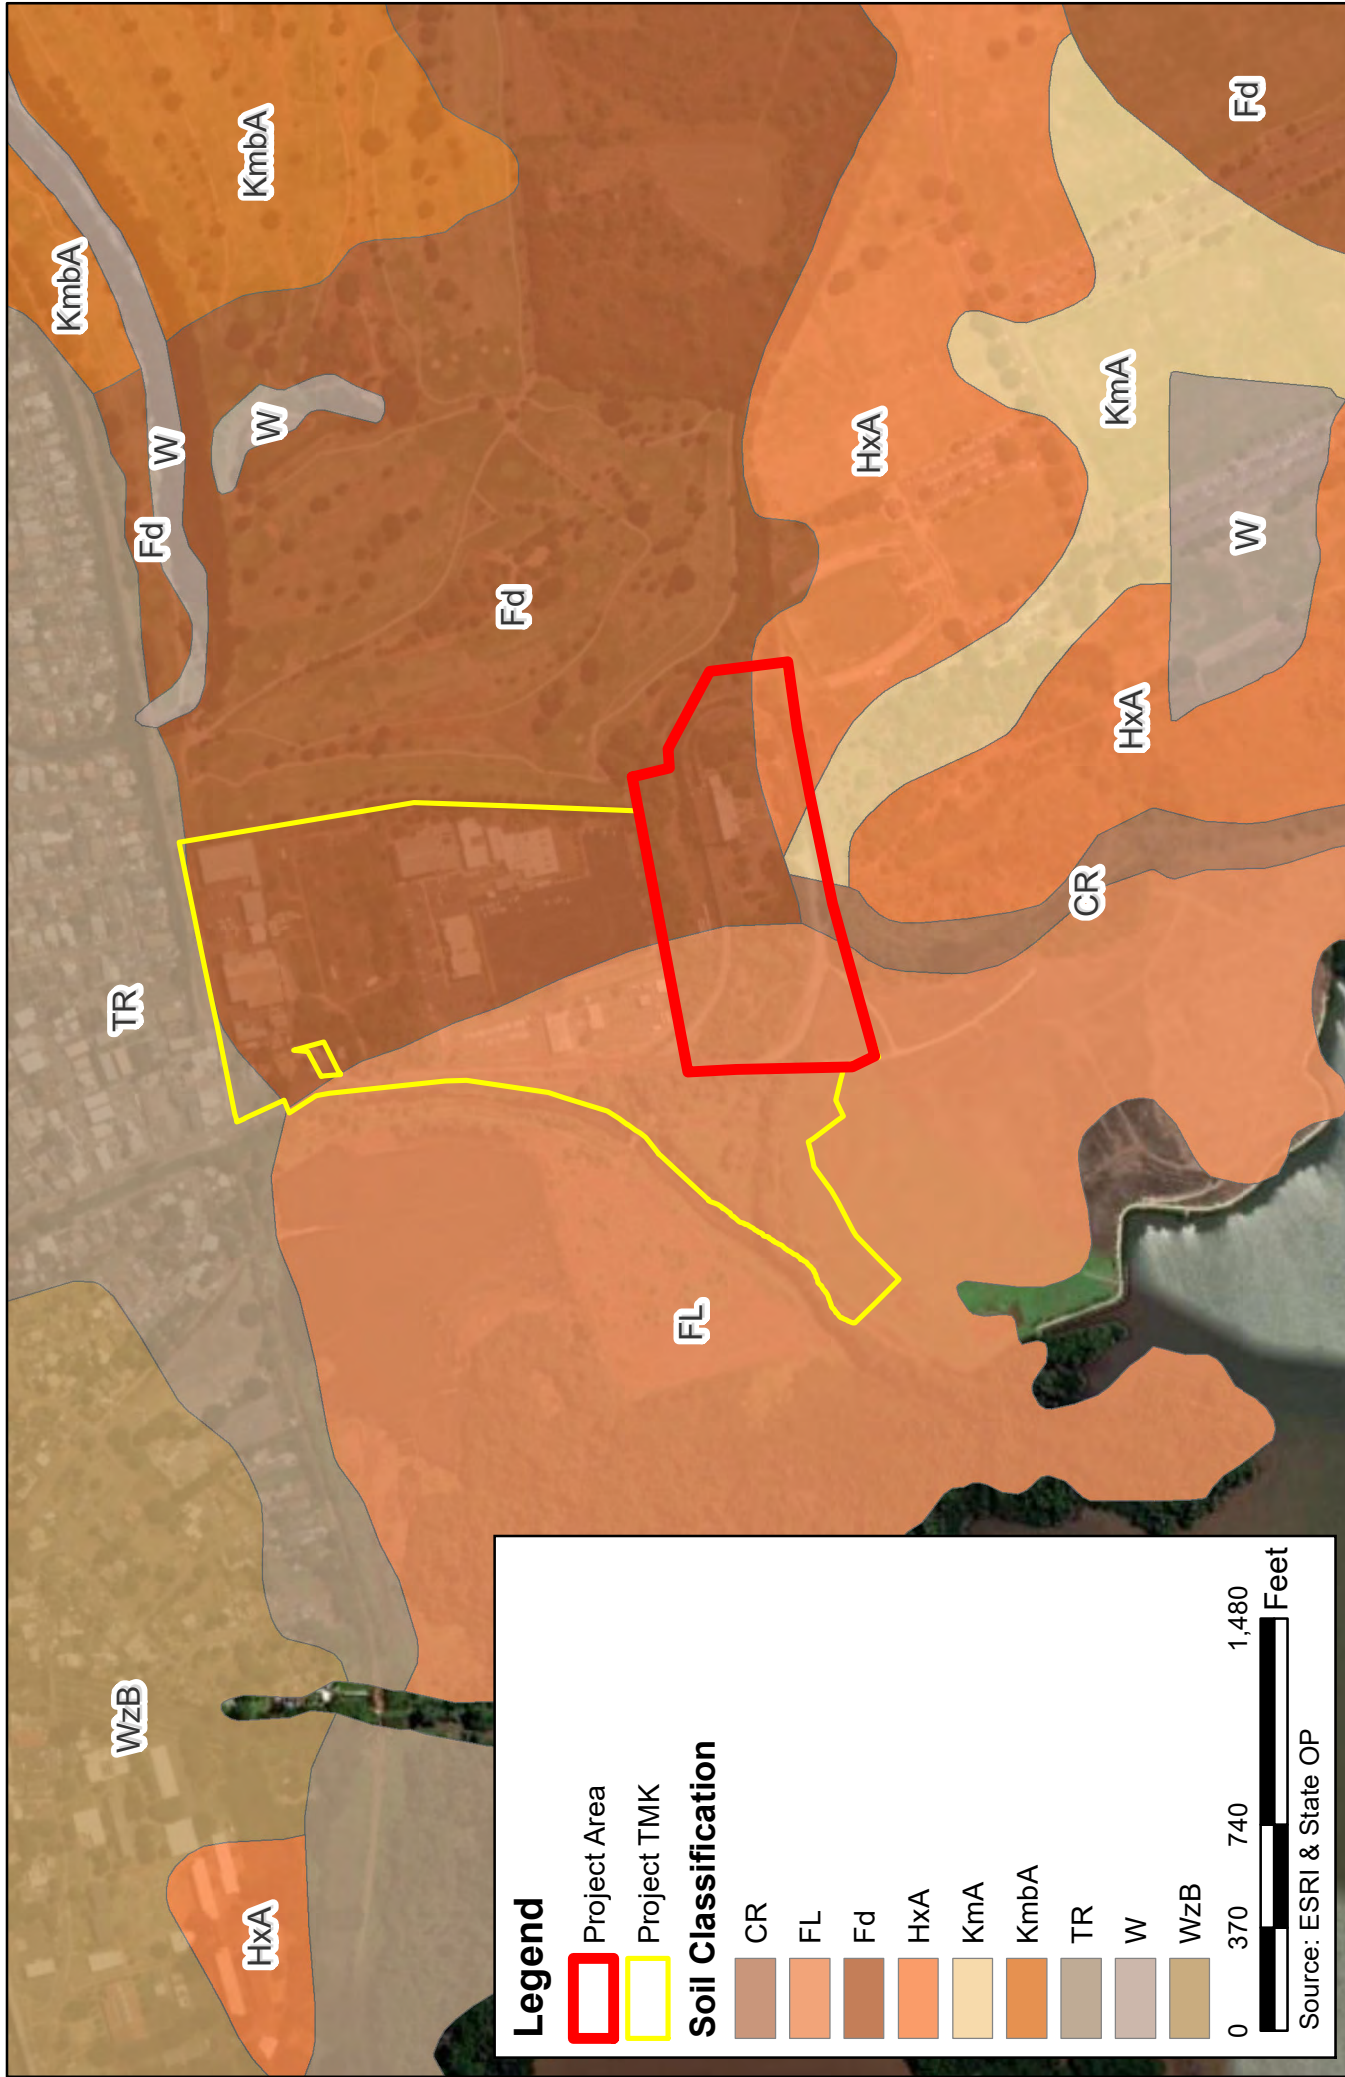 WzB
HxA
TR
FL
Fd
W
KmbA
W
KmbA
Fd
HxA
KmA
CR
HxA
W
Fd
Legend
Project Area
Project TMK
Soil Classification
CR
FL
Fd
HxA
KmA
KmbA
TR
W
WzB
0 370 740 1,480
Feet
Source: ESRI & State OP